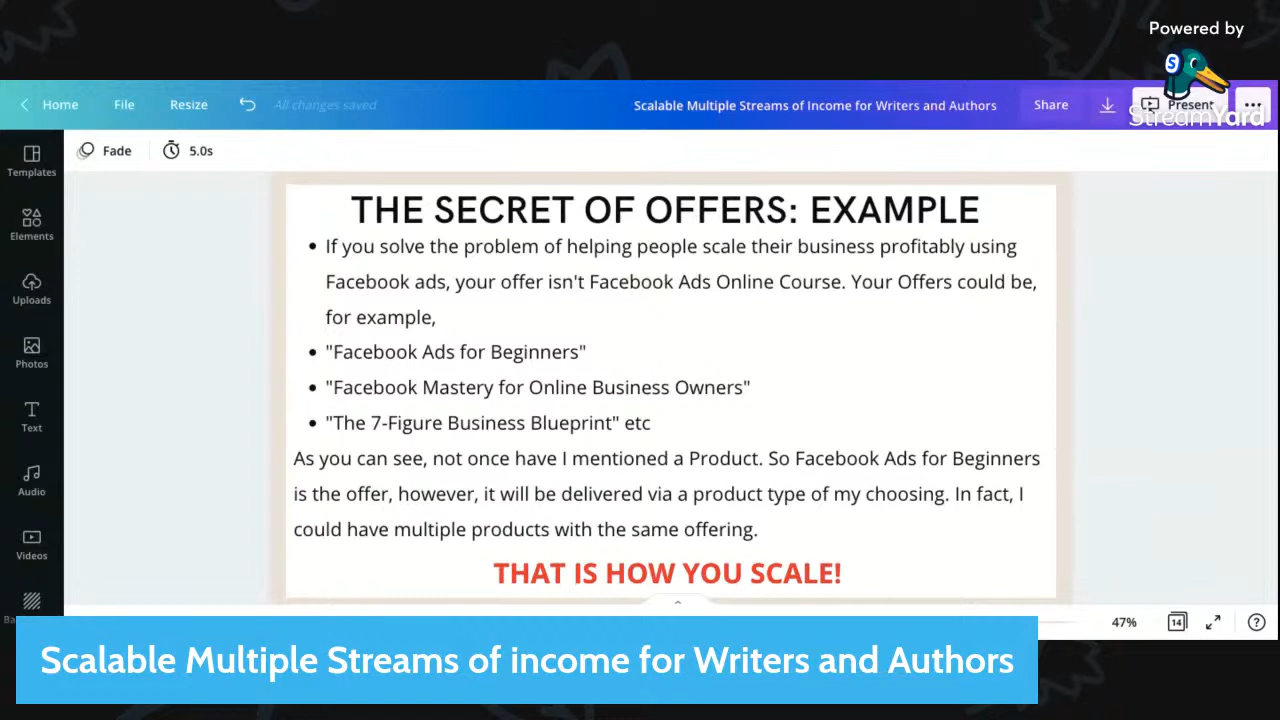 Powered by
StreamYard
Home File Resize All changes saved Scalable Multiple Streams of Income for Writers and Authors Share Present
Fade 5.0s
Templates
Elements
Uploads
Photos
Text
Audio
Videos
THE SECRET OF OFFERS: EXAMPLE
• If you solve the problem of helping people scale their business profitably using
Facebook ads, your offer isn't Facebook Ads Online Course. Your Offers could be,
for example,
• "Facebook Ads for Beginners"
• "Facebook Mastery for Online Business Owners"
• "The 7-Figure Business Blueprint" etc
As you can see, not once have I mentioned a Product. So Facebook Ads for Beginners
is the offer, however, it will be delivered via a product type of my choosing. In fact, I
could have multiple products with the same offering.
THAT IS HOW YOU SCALE!
47% 14 ?
Scalable Multiple Streams of income for Writers and Authors